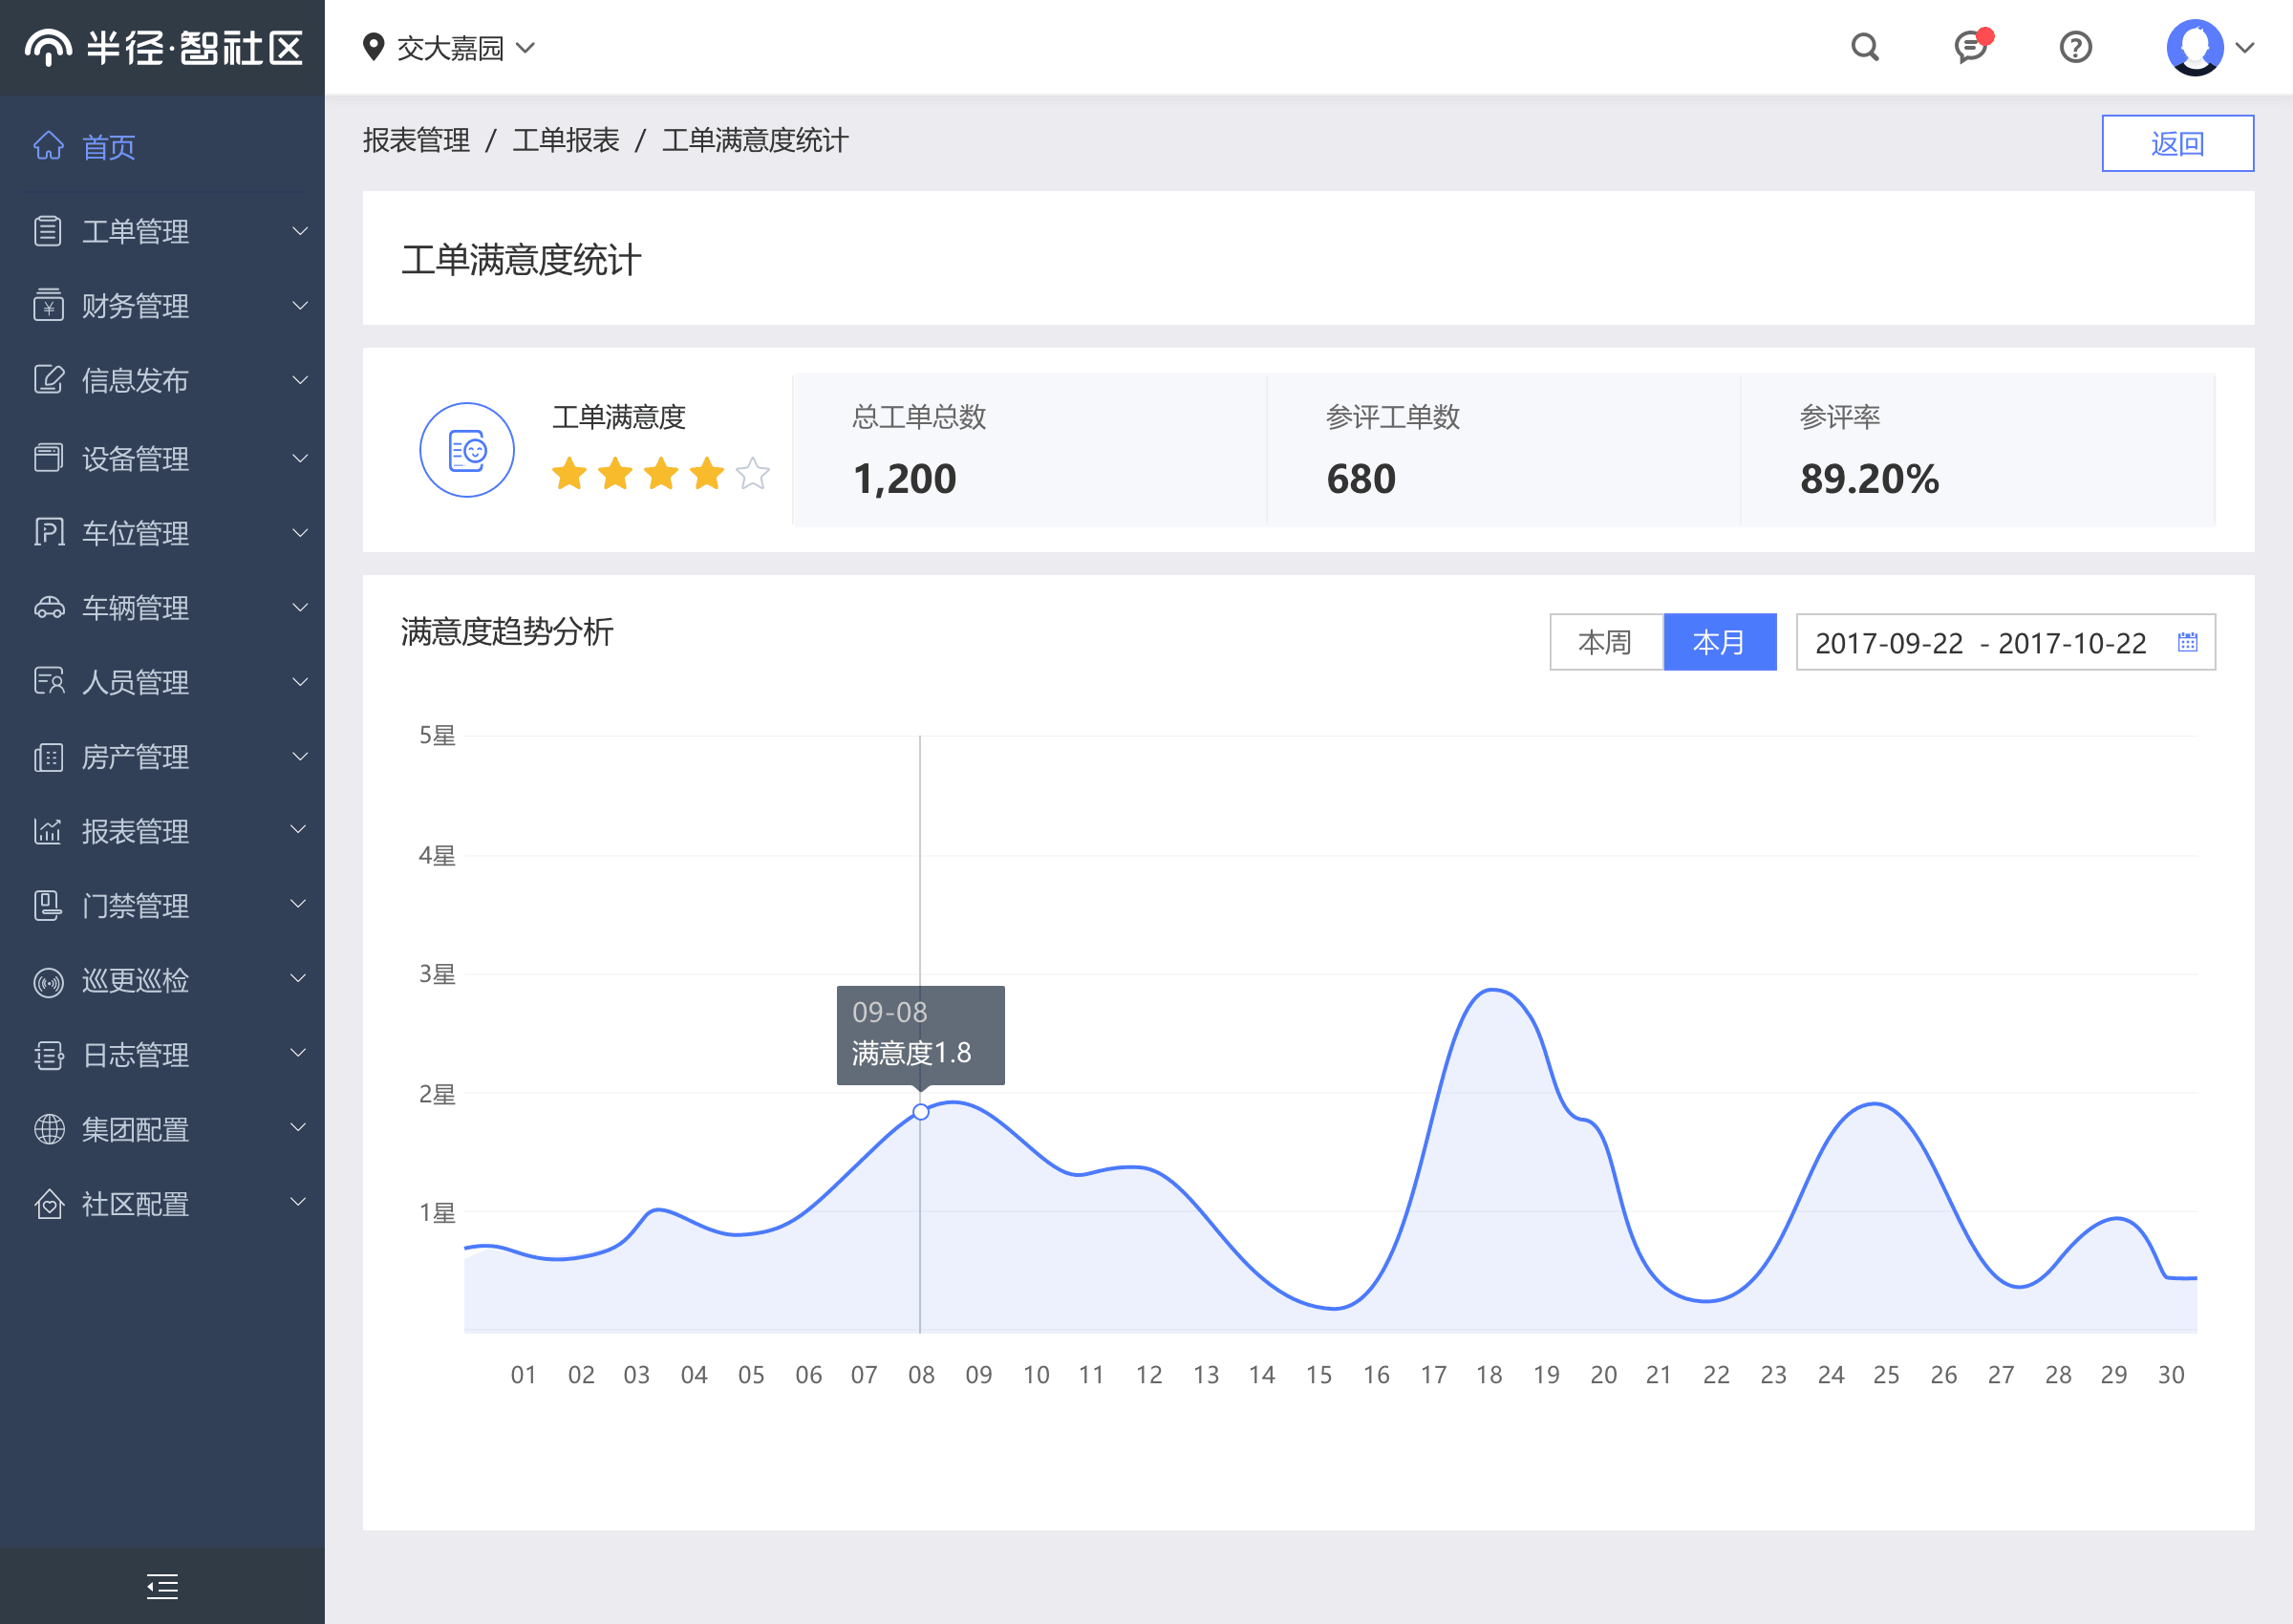 半径·智社区
交大嘉园
首页
工单管理
财务管理
信息发布
设备管理
车位管理
车辆管理
人员管理
房产管理
报表管理
门禁管理
巡更巡检
日志管理
集团配置
社区配置
报表管理 / 工单报表 / 工单满意度统计
返回
工单满意度统计
工单满意度
总工单总数
1,200
参评工单数
680
参评率
89.20%
满意度趋势分析
本周
本月
2017-09-22 - 2017-10-22
5星
4星
3星
2星
1星
09-08
满意度1.8
01 02 03 04 05 06 07 08 09 10 11 12 13 14 15 16 17 18 19 20 21 22 23 24 25 26 27 28 29 30